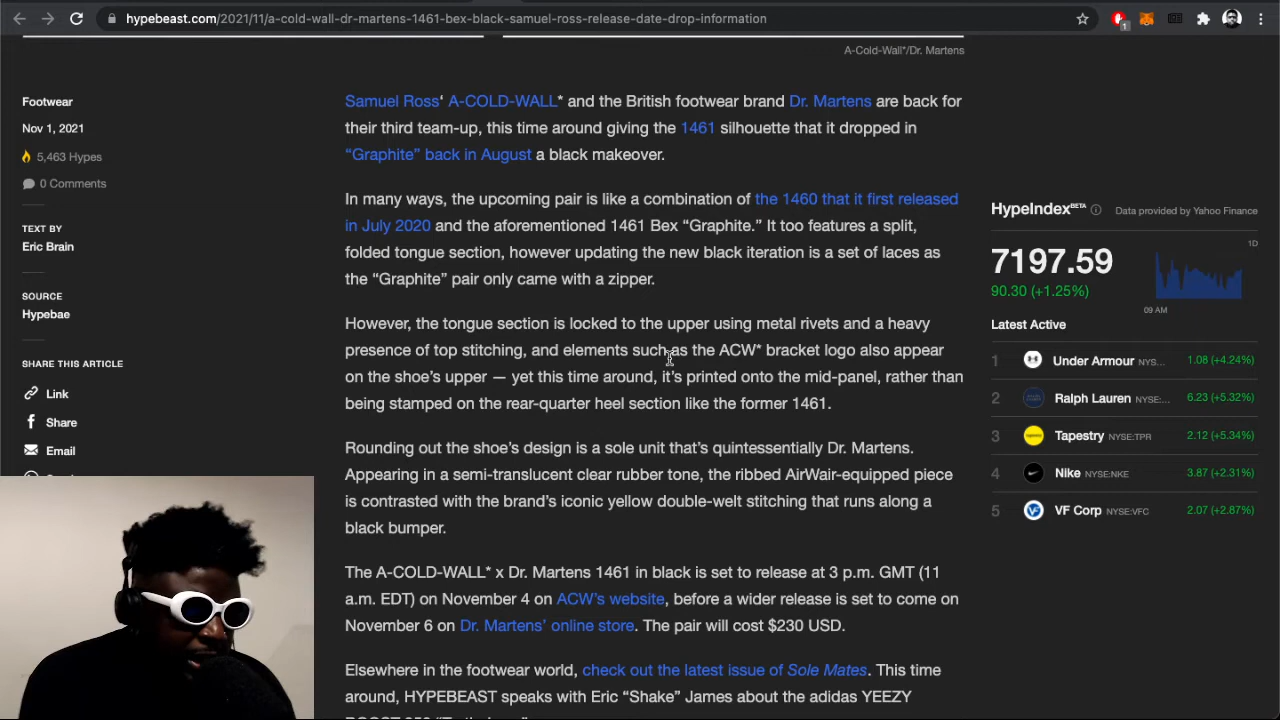 hypebeast.com/2021/11/a-cold-wall-dr-martens-1461-bex-black-samuel-ross-release-date-drop-information
1
A-Cold-Wall*/Dr. Martens
Footwear
Nov 1, 2021
5,463 Hypes
0 Comments
TEXT BY
Eric Brain
SOURCE
Hypebae
SHARE THIS ARTICLE
Link
Share
Email
Samuel Ross‘ A-COLD-WALL* and the British footwear brand Dr. Martens are back for
their third team-up, this time around giving the 1461 silhouette that it dropped in
“Graphite” back in August a black makeover.
In many ways, the upcoming pair is like a combination of the 1460 that it first released
in July 2020 and the aforementioned 1461 Bex “Graphite.” It too features a split,
folded tongue section, however updating the new black iteration is a set of laces as
the “Graphite” pair only came with a zipper.
However, the tongue section is locked to the upper using metal rivets and a heavy
presence of top stitching, and elements such as the ACW* bracket logo also appear
on the shoe’s upper — yet this time around, it’s printed onto the mid-panel, rather than
being stamped on the rear-quarter heel section like the former 1461.
Rounding out the shoe’s design is a sole unit that’s quintessentially Dr. Martens.
Appearing in a semi-translucent clear rubber tone, the ribbed AirWair-equipped piece
is contrasted with the brand’s iconic yellow double-welt stitching that runs along a
black bumper.
The A-COLD-WALL* x Dr. Martens 1461 in black is set to release at 3 p.m. GMT (11
a.m. EDT) on November 4 on ACW’s website, before a wider release is set to come on
November 6 on Dr. Martens’ online store. The pair will cost $230 USD.
Elsewhere in the footwear world, check out the latest issue of Sole Mates. This time
around, HYPEBEAST speaks with Eric “Shake” James about the adidas YEEZY
HypeIndex BETA Data provided by Yahoo Finance
1D
7197.59
90.30 (+1.25%)
09 AM
Latest Active
1 Under Armour NYS... 1.08 (+4.24%)
2 Ralph Lauren NYSE:... 6.23 (+5.32%)
3 Tapestry NYSE:TPR 2.12 (+5.34%)
4 Nike NYSE:NKE 3.87 (+2.31%)
5 VF Corp NYSE:VFC 2.07 (+2.87%)